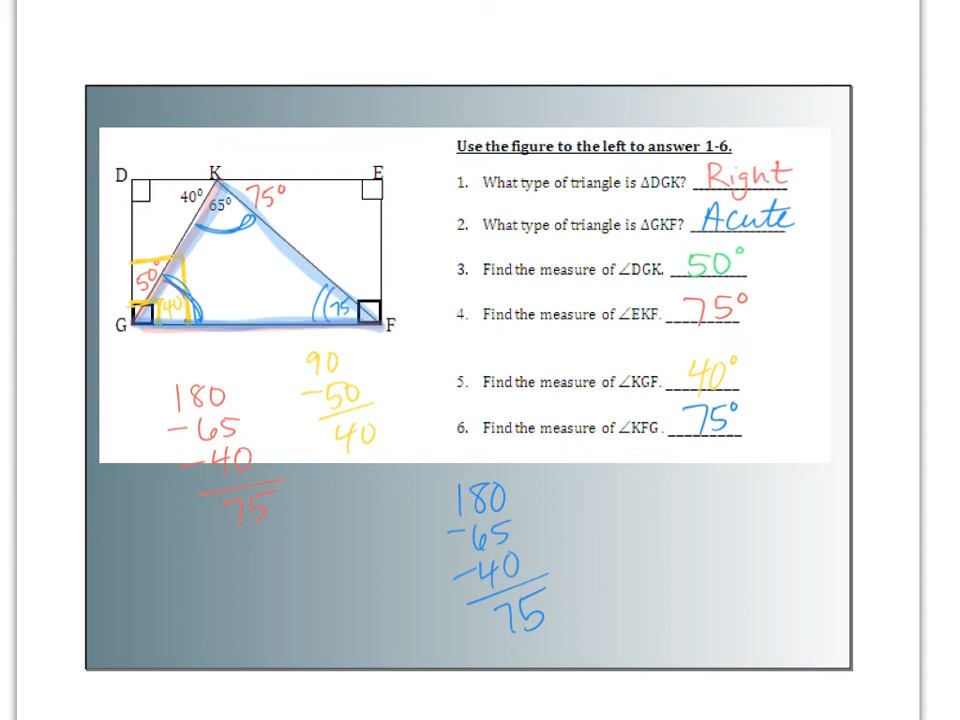 Use the figure to the left to answer 1-6.
D K E
40⁰ 65⁰ 75°
1. What type of triangle is ΔDGK? Right
2. What type of triangle is ΔGKF? Acute
3. Find the measure of ∠DGK. 50°
50°
40°
75
G F
4. Find the measure of ∠EKF. 75°
5. Find the measure of ∠KGF. 40°
6. Find the measure of ∠KFG. 75°
90
-50
40
180
-65
-40
75
180
-65
-40
75